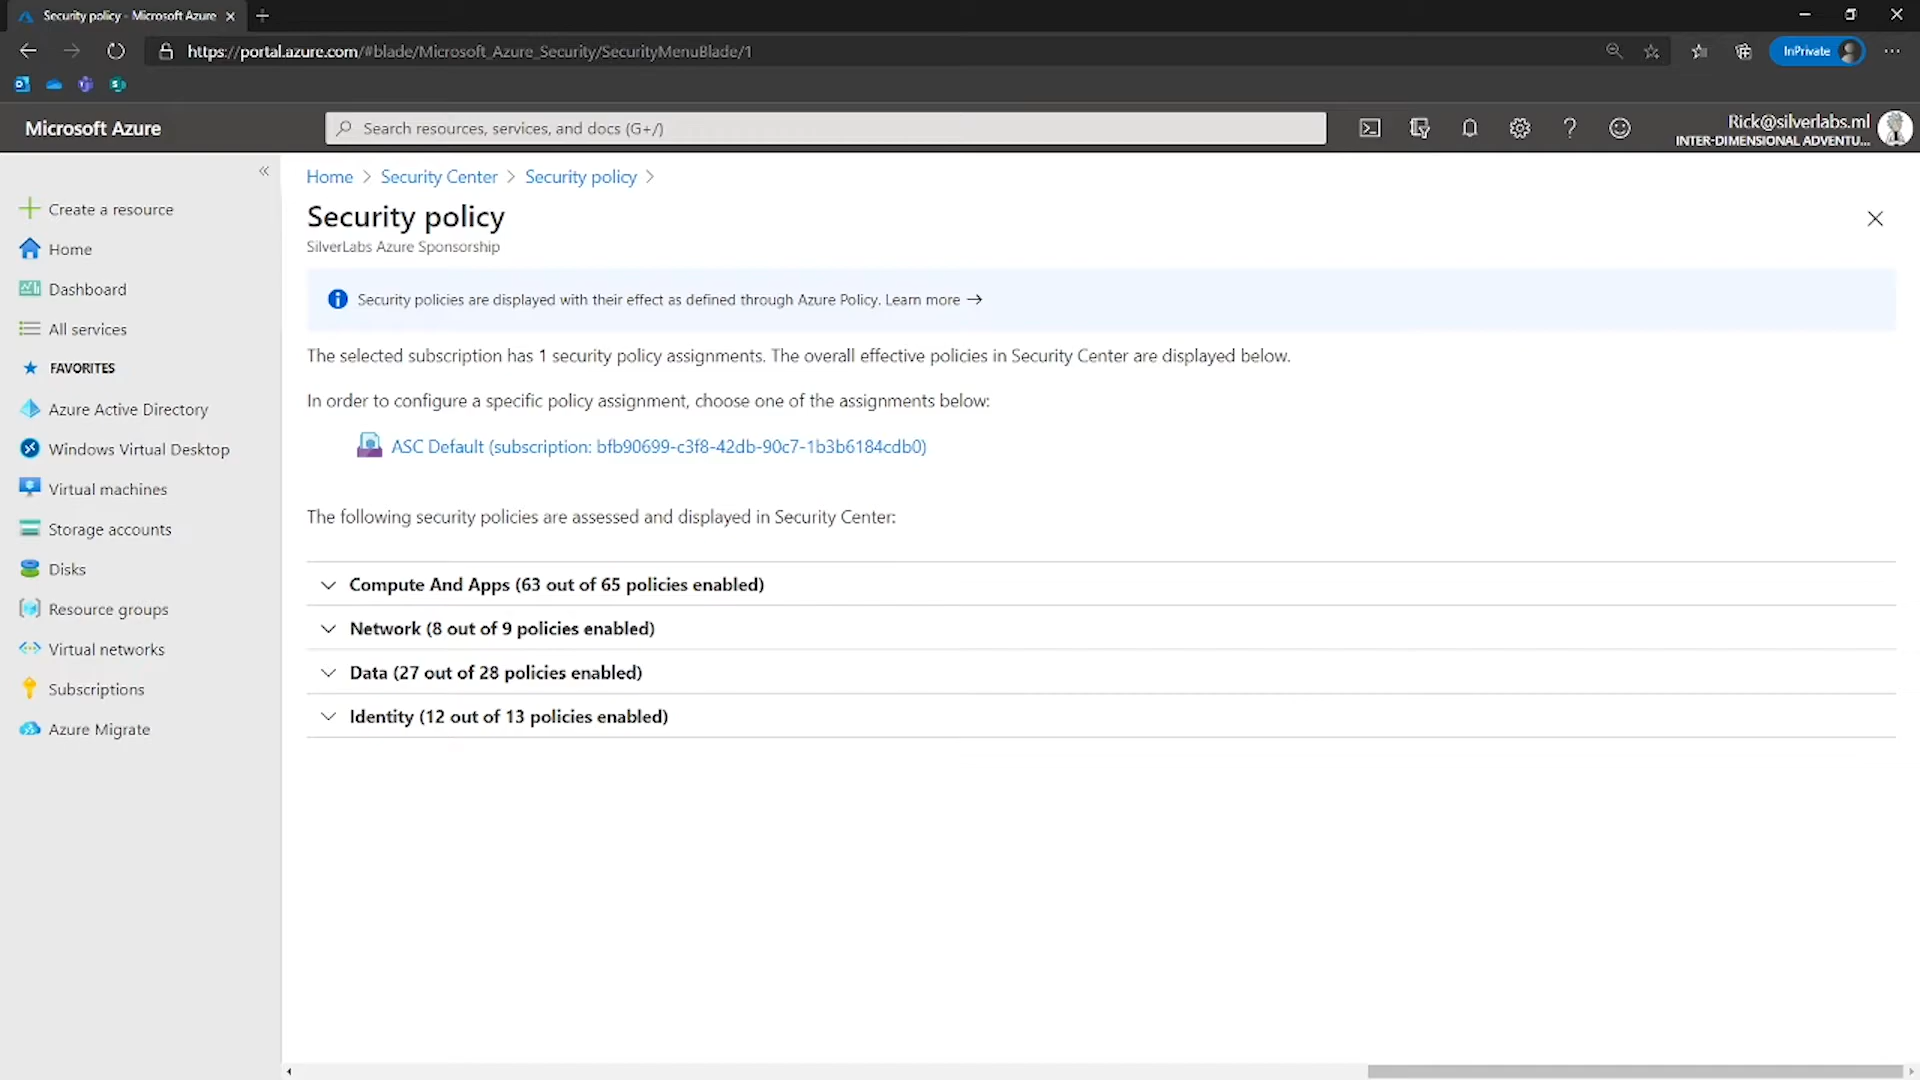 Security policy - Microsoft Azure
https://portal.azure.com/#blade/Microsoft_Azure_Security/SecurityMenuBlade/1
InPrivate
Microsoft Azure
Search resources, services, and docs (G+/)
Rick@silverlabs.ml
INTER-DIMENSIONAL ADVENTU...
Create a resource
Home
Dashboard
All services
FAVORITES
Azure Active Directory
Windows Virtual Desktop
Virtual machines
Storage accounts
Disks
Resource groups
Virtual networks
Subscriptions
Azure Migrate
Home > Security Center > Security policy >
Security policy
SilverLabs Azure Sponsorship
Security policies are displayed with their effect as defined through Azure Policy. Learn more →
The selected subscription has 1 security policy assignments. The overall effective policies in Security Center are displayed below.
In order to configure a specific policy assignment, choose one of the assignments below:
ASC Default (subscription: bfb90699-c3f8-42db-90c7-1b3b6184cdb0)
The following security policies are assessed and displayed in Security Center:
Compute And Apps (63 out of 65 policies enabled)
Network (8 out of 9 policies enabled)
Data (27 out of 28 policies enabled)
Identity (12 out of 13 policies enabled)